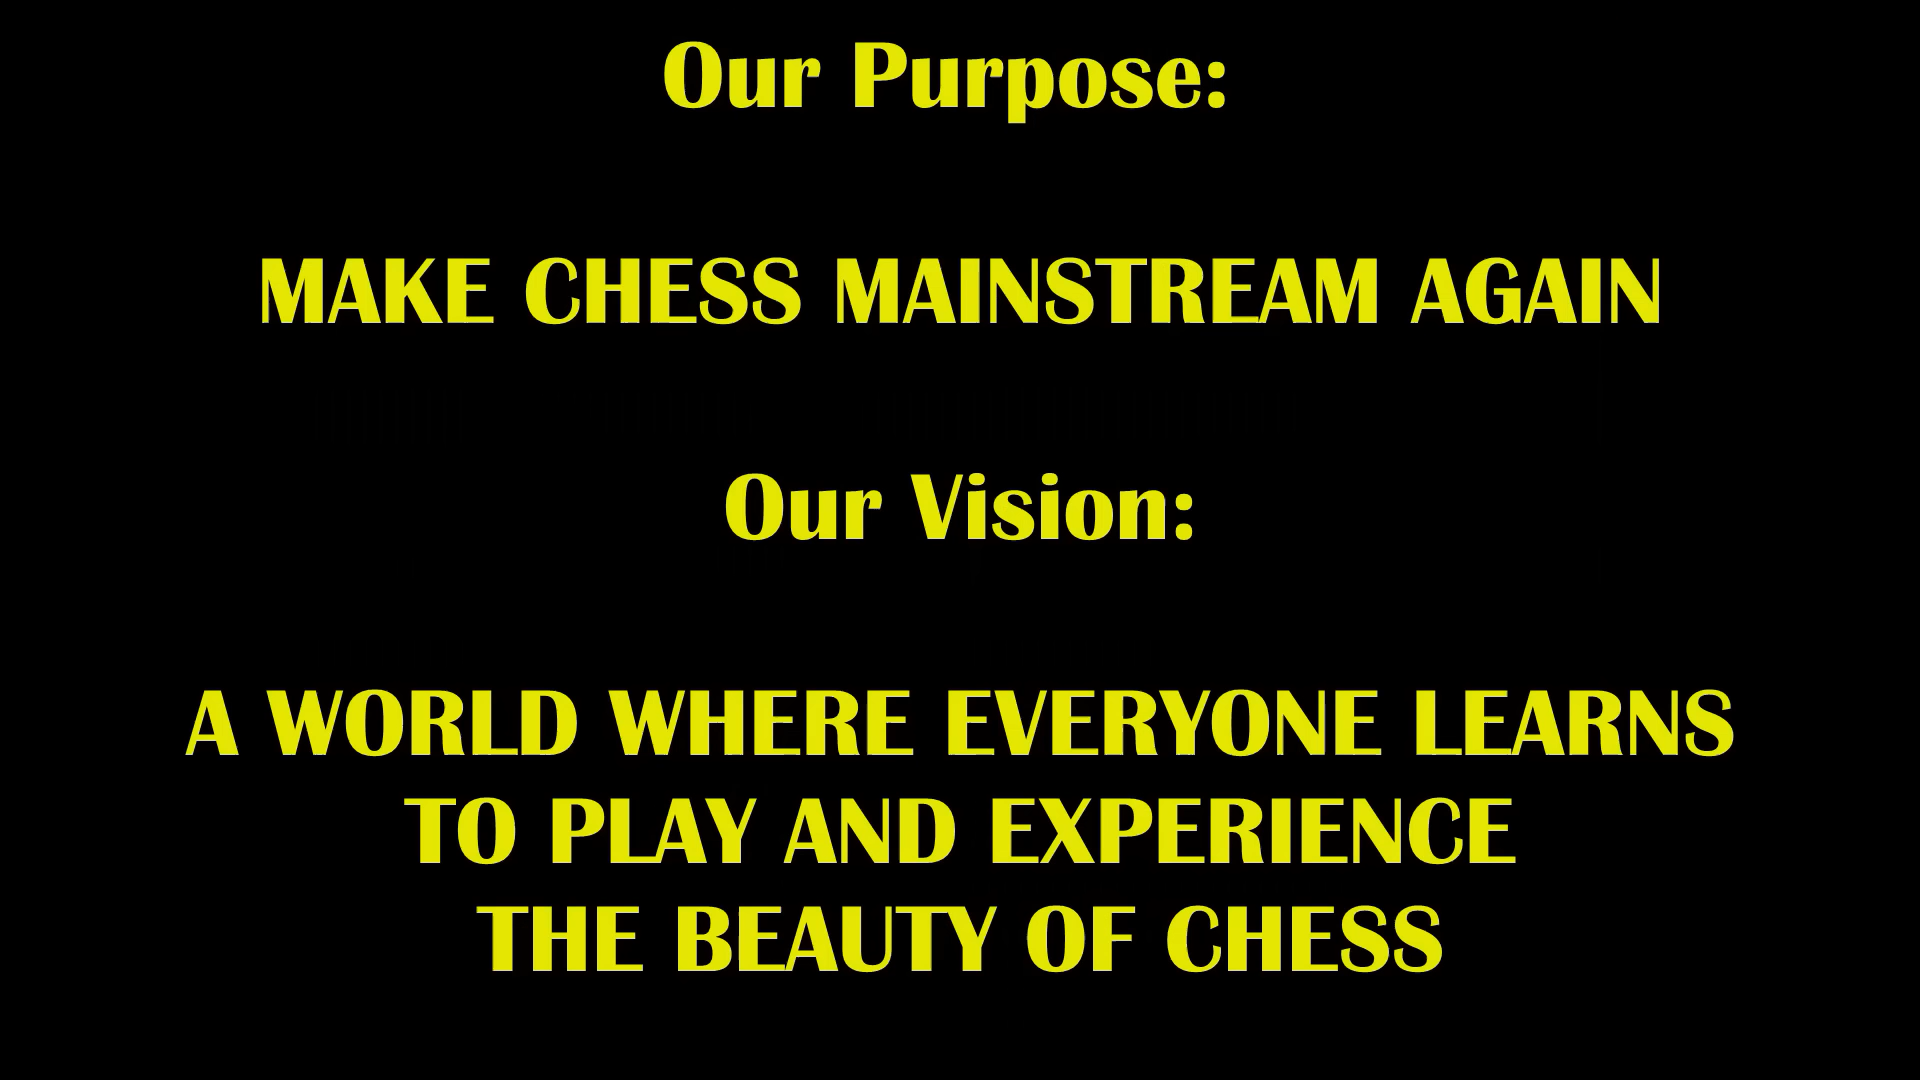 Our Purpose:
MAKE CHESS MAINSTREAM AGAIN
Our Vision:
A WORLD WHERE EVERYONE LEARNS
TO PLAY AND EXPERIENCE
THE BEAUTY OF CHESS